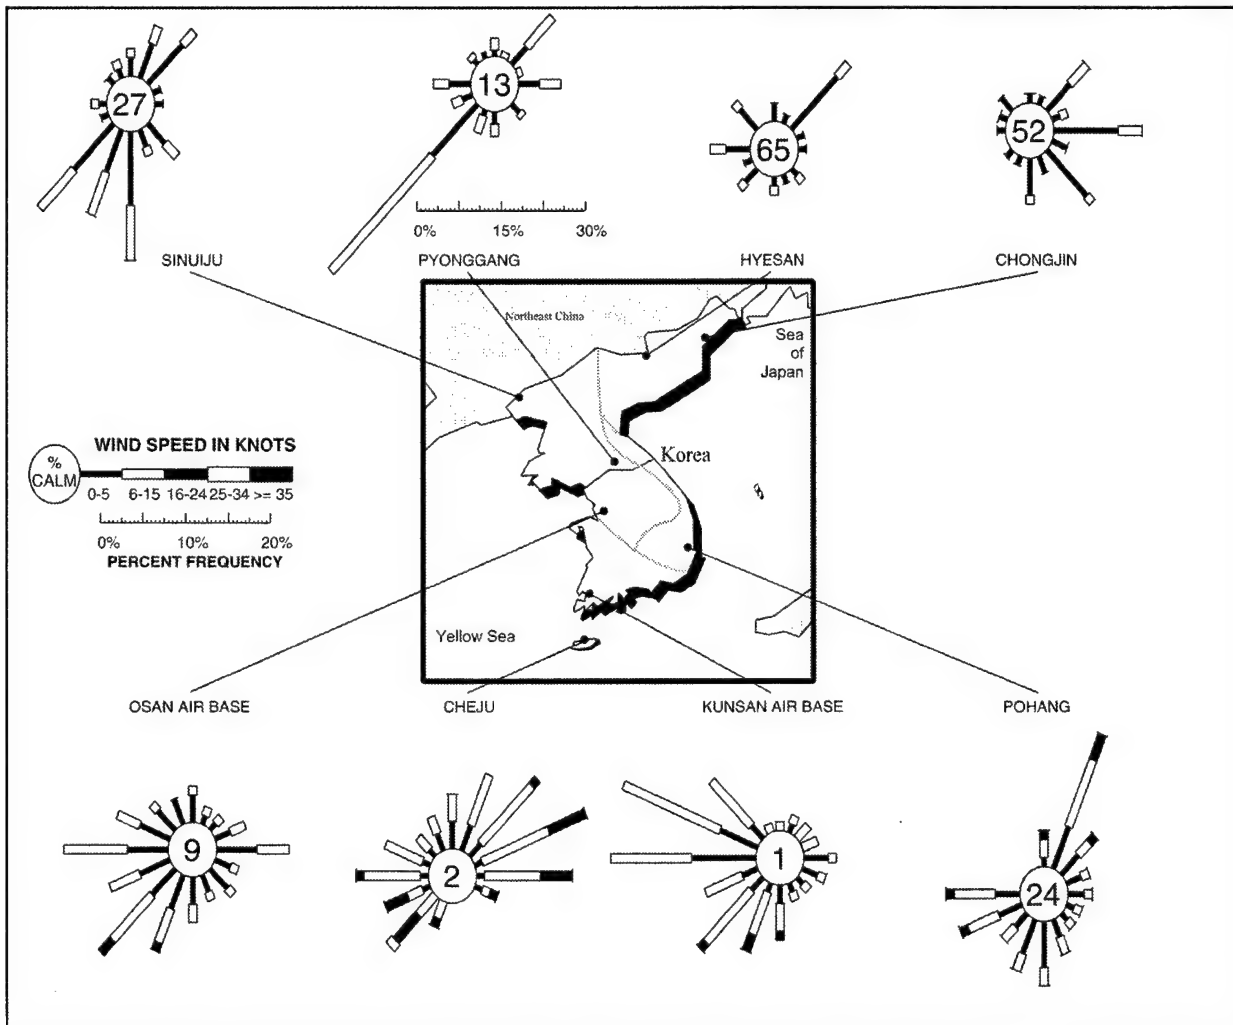 27
13
65
52
0% 15% 30%
SINUIJU
PYONGGANG
HYESAN
CHONGJIN
Northeast China
Sea
of
Japan
Korea
Yellow Sea
WIND SPEED IN KNOTS
%
CALM
0-5 6-15 16-24 25-34 >= 35
0% 10% 20%
PERCENT FREQUENCY
OSAN AIR BASE
CHEJU
KUNSAN AIR BASE
POHANG
9
2
1
24